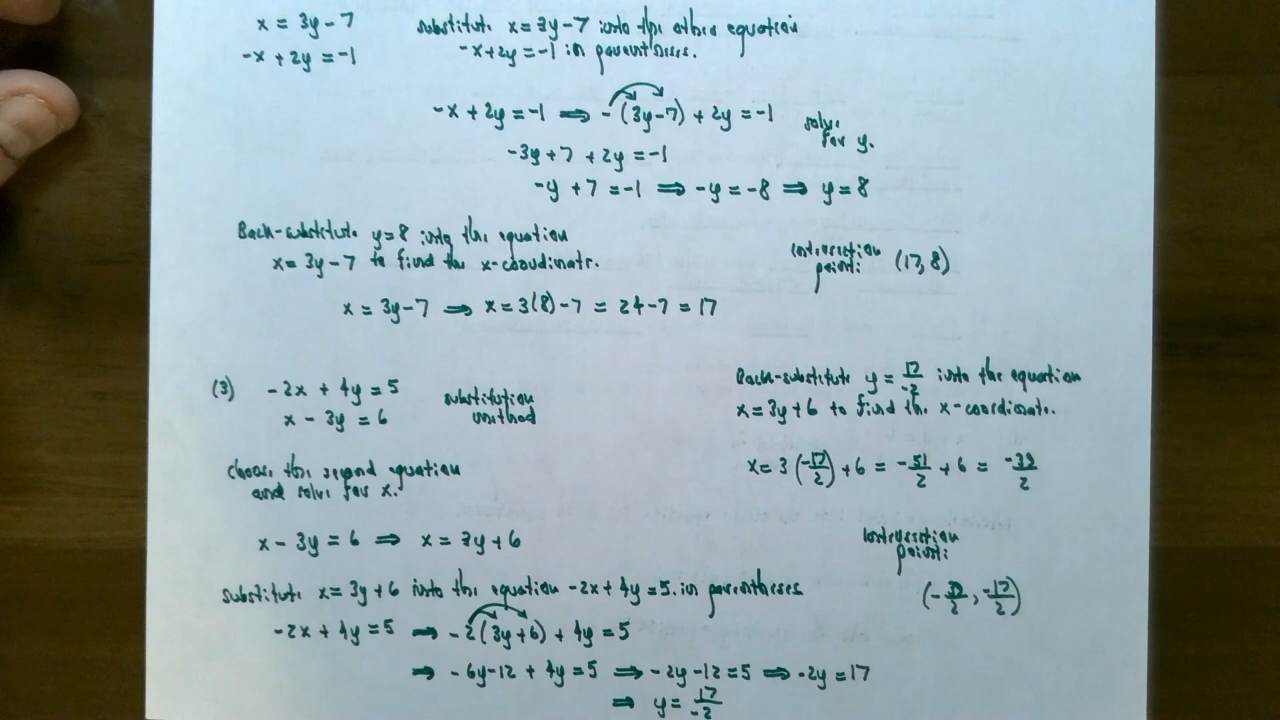 x = 3y - 7
-x + 2y = -1
substitute x = 3y - 7 into the other equation
-x + 2y = -1 in parentheses.
-x + 2y = -1 ⟹ -(3y-7) + 2y = -1
solve
for y.
-3y + 7 + 2y = -1
-y + 7 = -1 ⟹ -y = -8 ⟹ y = 8
Back-substitute y = 8 into the equation
x = 3y - 7 to find the x-coordinate.
intersection
point: (17, 8)
x = 3y - 7 ⟹ x = 3(8) - 7 = 24 - 7 = 17
(3) -2x + 4y = 5
x - 3y = 6
substitution
method
choose the second equation
and solve for x.
x - 3y = 6 ⟹ x = 3y + 6
substitute x = 3y + 6 into the equation -2x + 4y = 5. in parentheses
-2x + 4y = 5 ⟹ -2(3y+6) + 4y = 5
⟹ -6y - 12 + 4y = 5 ⟹ -2y - 12 = 5 ⟹ -2y = 17
⟹ y = 17/-2
Back-substitute y = 17/-2 into the equation
x = 3y + 6 to find the x-coordinate.
x = 3(-17/2) + 6 = -51/2 + 6 = -39/2
intersection
point:
(-39/2, -17/2)